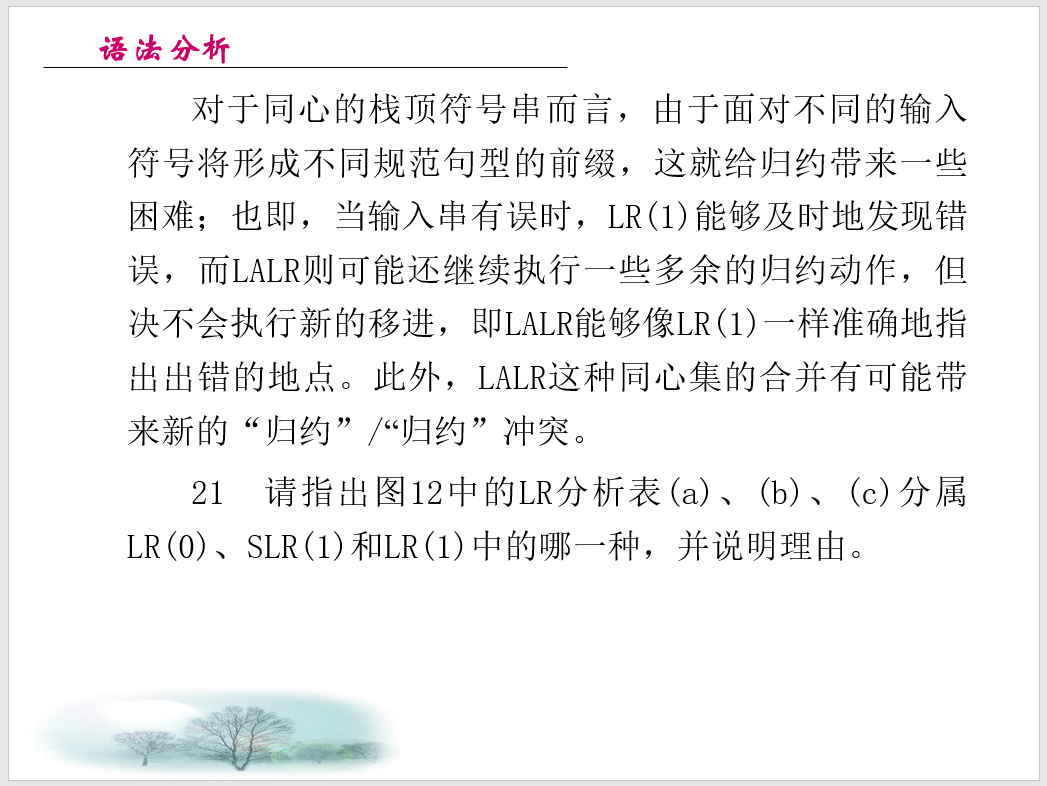 语法分析
对于同心的栈顶符号串而言，由于面对不同的输入
符号将形成不同规范句型的前缀，这就给归约带来一些
困难；也即，当输入串有误时，LR(1)能够及时地发现错
误，而LALR则可能还继续执行一些多余的归约动作，但
决不会执行新的移进，即LALR能够像LR(1)一样准确地指
出出错的地点。此外，LALR这种同心集的合并有可能带
来新的“归约”/“归约”冲突。
21 请指出图12中的LR分析表(a)、(b)、(c)分属
LR(0)、SLR(1)和LR(1)中的哪一种，并说明理由。